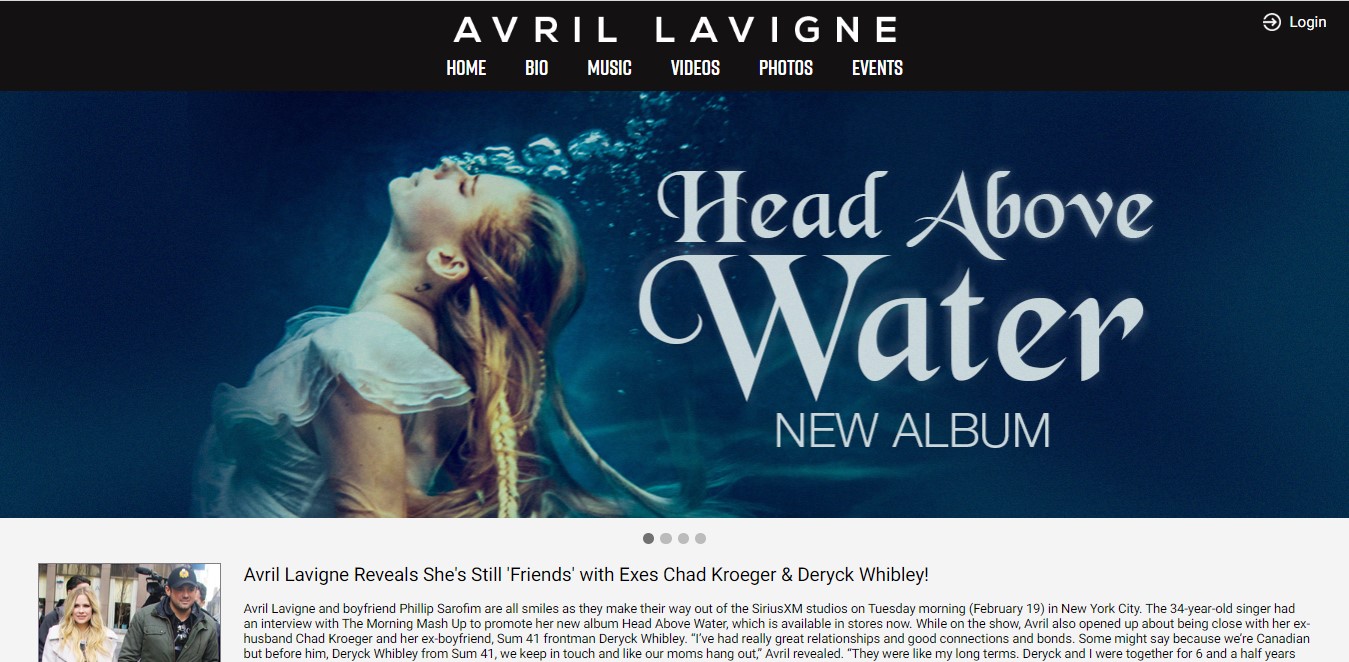 AVRIL LAVIGNE
Login
HOME BIO MUSIC VIDEOS PHOTOS EVENTS
Head Above
Water
NEW ALBUM
Avril Lavigne Reveals She's Still 'Friends' with Exes Chad Kroeger & Deryck Whibley!
Avril Lavigne and boyfriend Phillip Sarofim are all smiles as they make their way out of the SiriusXM studios on Tuesday morning (February 19) in New York City. The 34-year-old singer had
an interview with The Morning Mash Up to promote her new album Head Above Water, which is available in stores now. While on the show, Avril also opened up about being close with her ex-
husband Chad Kroeger and her ex-boyfriend, Sum 41 frontman Deryck Whibley. “I’ve had really great relationships and good connections and bonds. Some might say because we’re Canadian
but before him, Deryck Whibley from Sum 41, we keep in touch and like our moms hang out,” Avril revealed. “They were like my long terms. Deryck and I were together for 6 and a half years